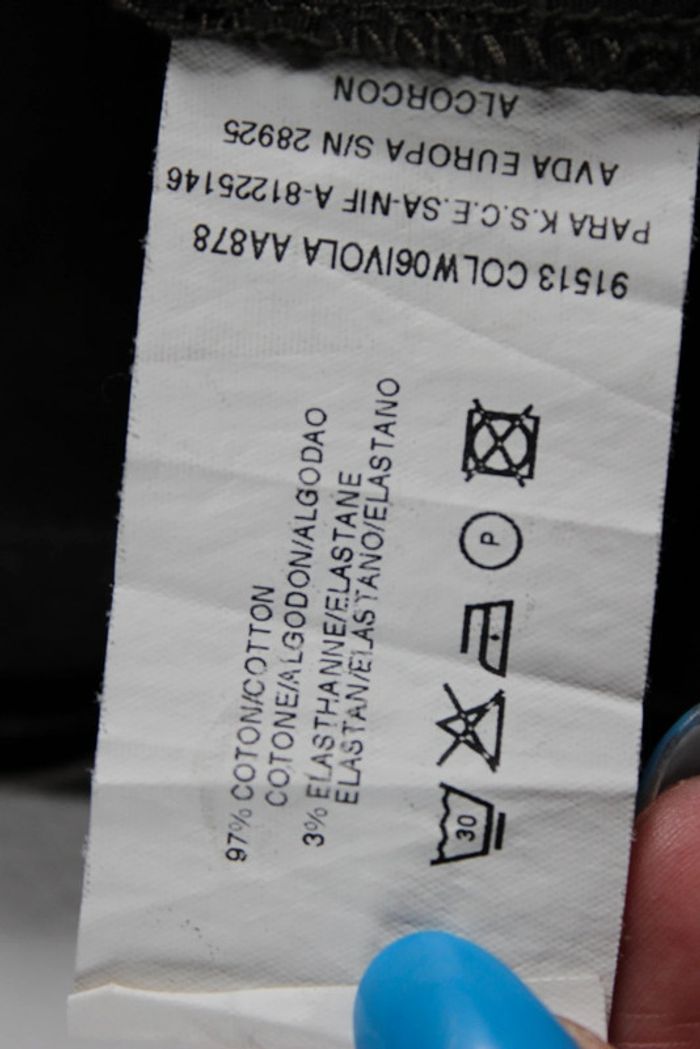 91513 COLW06IVOLA AA878
PARA K.S.C.E.SA-NIF A-81225146
AVDA EUROPA S/N 28925
ALCORCON
97% COTON/COTTON
COTONE/ALGODON/ALGODAO
3% ELASTHANNE/ELASTANE
ELASTAN/ELASTANO/ELASTANO
30
P